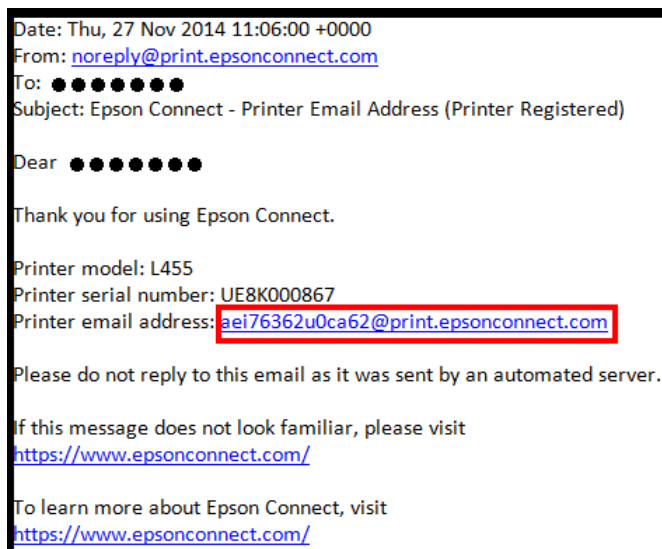 Date: Thu, 27 Nov 2014 11:06:00 +0000
From: noreply@print.epsonconnect.com
To: ●●●●●●●
Subject: Epson Connect - Printer Email Address (Printer Registered)
Dear ●●●●●●●
Thank you for using Epson Connect.
Printer model: L455
Printer serial number: UE8K000867
Printer email address: aei76362u0ca62@print.epsonconnect.com
Please do not reply to this email as it was sent by an automated server.
If this message does not look familiar, please visit
https://www.epsonconnect.com/
To learn more about Epson Connect, visit
https://www.epsonconnect.com/